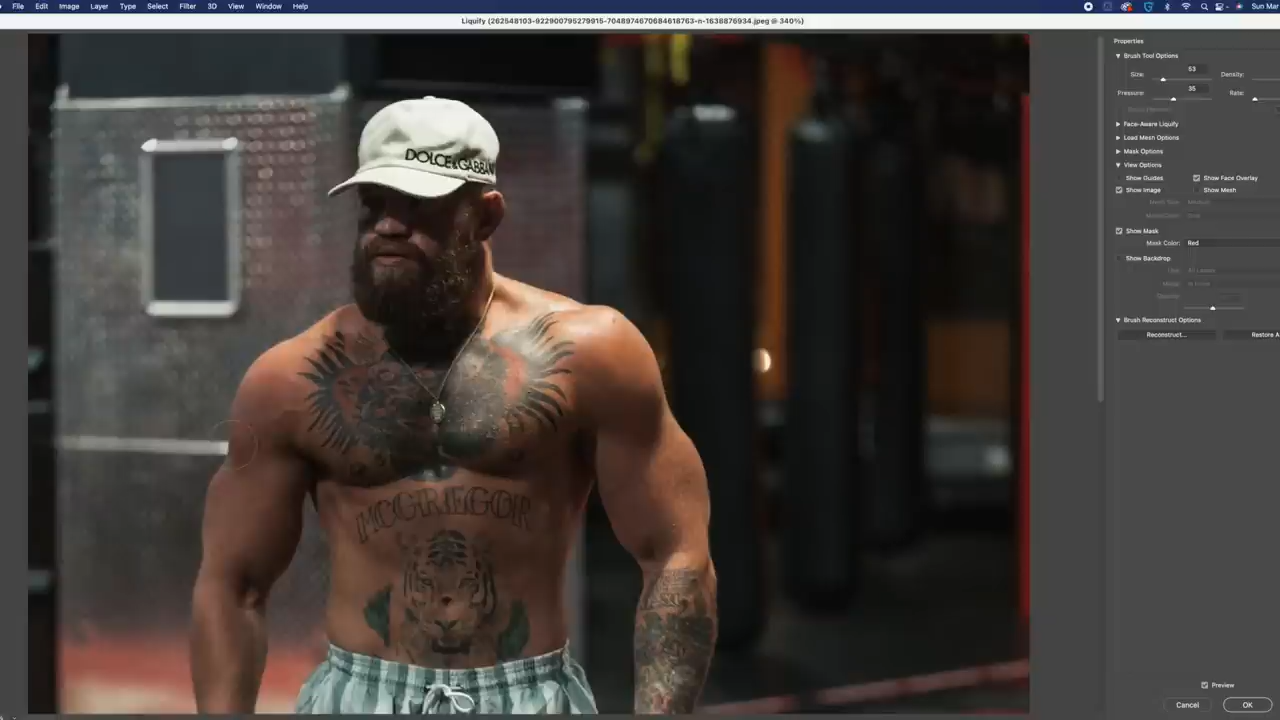 File Edit Image Layer Type Select Filter 3D View Window Help
Sun Mar
Liquify (262548103-922900795279915-7048974670684618763-n-1638876934.jpeg @ 340%)
Properties
Brush Tool Options
Size: 53 Density:
Pressure: 35 Rate:
Face-Aware Liquify
Load Mesh Options
Mask Options
View Options
Show Guides Show Face Overlay
Show Image Show Mesh
Show Mask
Mask Color: Red
Show Backdrop
Brush Reconstruct Options
Reconstruct... Restore A
DOLCE & GABBAN
MCGREGOR
Preview
Cancel OK